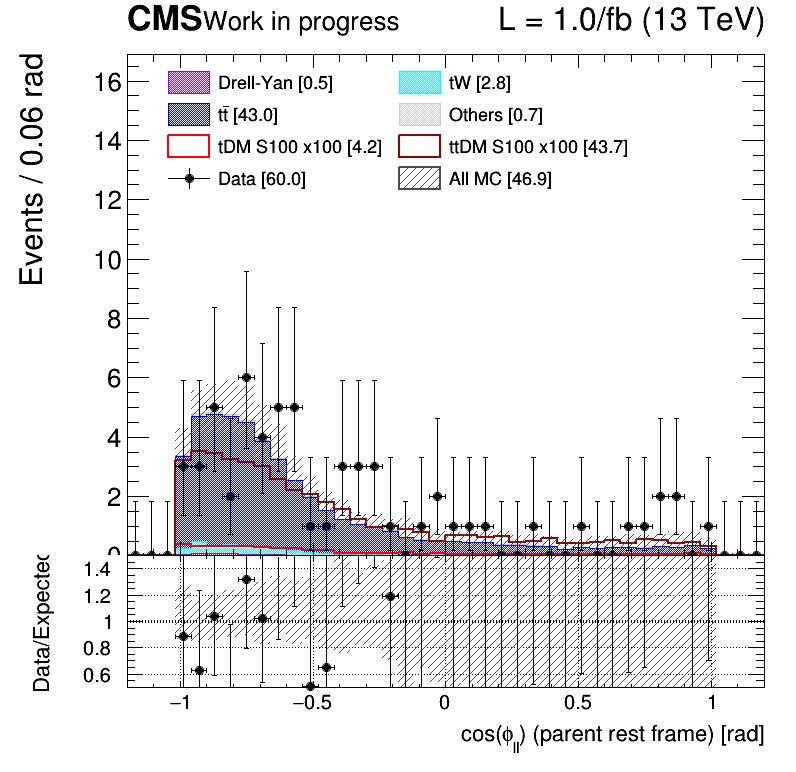 CMS Work in progress L = 1.0/fb (13 TeV)
Events / 0.06 rad
16
14
12
10
8
6
4
2
0
Drell-Yan [0.5] tW [2.8]
tt̄ [43.0] Others [0.7]
tDM S100 x100 [4.2] ttDM S100 x100 [43.7]
Data [60.0] All MC [46.9]
Data/Expected
1.4
1.2
1
0.8
0.6
−1 −0.5 0 0.5 1
cos(ϕ_ll) (parent rest frame) [rad]